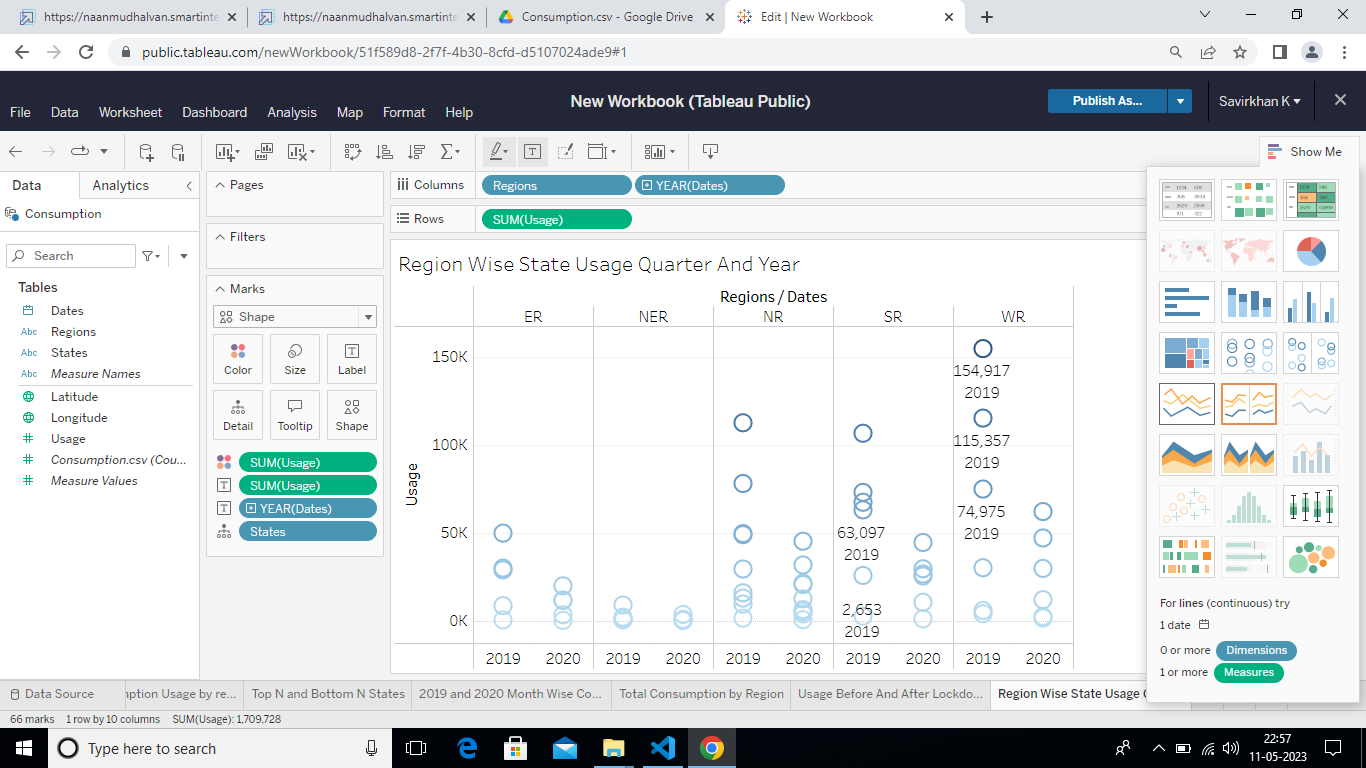 https://naanmudhalvan.smartinte
https://naanmudhalvan.smartinte
Consumption.csv - Google Drive
Edit | New Workbook
public.tableau.com/newWorkbook/51f589d8-2f7f-4b30-8cfd-d5107024ade9#1
File Data Worksheet Dashboard Analysis Map Format Help
New Workbook (Tableau Public)
Publish As...
Savirkhan K
Show Me
Data
Analytics
Consumption
Search
Tables
Dates
Abc Regions
Abc States
Abc Measure Names
Latitude
Longitude
Usage
Consumption.csv (Cou...
Measure Values
Pages
Filters
Marks
Shape
Color
Size
Label
Detail
Tooltip
Shape
SUM(Usage)
SUM(Usage)
YEAR(Dates)
States
Columns
Regions
YEAR(Dates)
Rows
SUM(Usage)
Region Wise State Usage Quarter And Year
Regions / Dates
ER NER NR SR WR
150K
100K
50K
0K
Usage
154,917
2019
115,357
2019
74,975
2019
63,097
2019
2,653
2019
2019 2020 2019 2020 2019 2020 2019 2020 2019 2020
For lines (continuous) try
1 date
0 or more Dimensions
1 or more Measures
Data Source
ption Usage by re...
Top N and Bottom N States
2019 and 2020 Month Wise Co...
Total Consumption by Region
Usage Before And After Lockdo...
Region Wise State Usage
66 marks
1 row by 10 columns
SUM(Usage): 1,709,728
Type here to search
22:57
11-05-2023